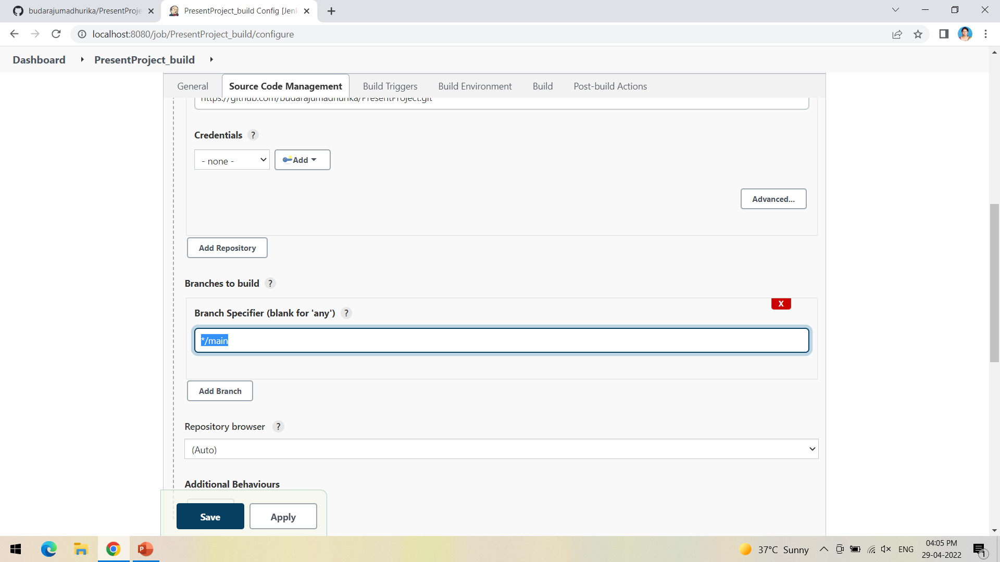 budarajumadhurika/PresentProje
PresentProject_build Config [Jenk
localhost:8080/job/PresentProject_build/configure
Dashboard
PresentProject_build
General
Source Code Management
Build Triggers
Build Environment
Build
Post-build Actions
https://github.com/budarajumadhurika/PresentProject.git
Credentials ?
- none -
Add
Advanced...
Add Repository
Branches to build ?
X
Branch Specifier (blank for 'any') ?
*/main
Add Branch
Repository browser ?
(Auto)
Additional Behaviours
Save
Apply
P
37°C Sunny
ENG
04:05 PM
29-04-2022
1